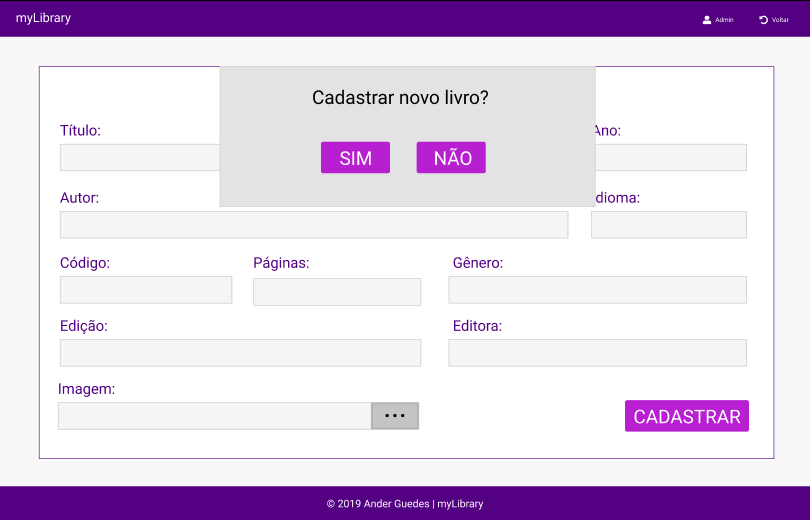 myLibrary
Admin
Voltar
Cadastrar novo livro?
SIM
NÃO
Título:
Ano:
Autor:
dioma:
Código:
Páginas:
Gênero:
Edição:
Editora:
Imagem:
...
CADASTRAR
© 2019 Ander Guedes | myLibrary